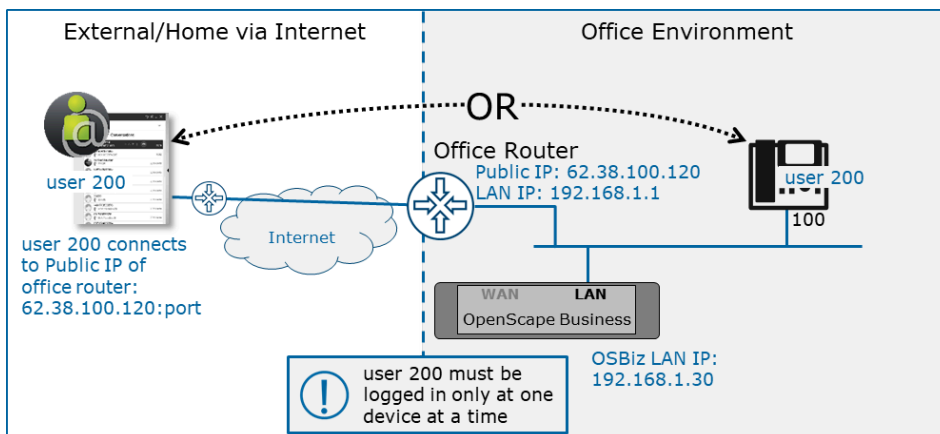 External/Home via Internet
Office Environment
OR
Office Router
Public IP: 62.38.100.120
LAN IP: 192.168.1.1
@
Conversations
user 200
user 200
100
Internet
user 200 connects
to Public IP of
office router:
62.38.100.120:port
WAN LAN
OpenScape Business
OSBiz LAN IP:
192.168.1.30
!
user 200 must be
logged in only at one
device at a time